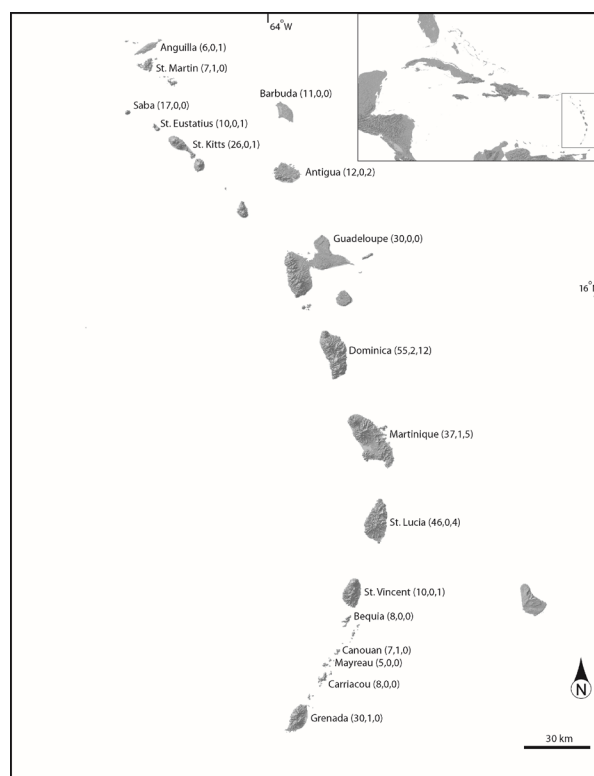 64°W
Anguilla (6,0,1)
St. Martin (7,1,0)
Barbuda (11,0,0)
Saba (17,0,0)
St. Eustatius (10,0,1)
St. Kitts (26,0,1)
Antigua (12,0,2)
Guadeloupe (30,0,0)
16°
Dominica (55,2,12)
Martinique (37,1,5)
St. Lucia (46,0,4)
St. Vincent (10,0,1)
Bequia (8,0,0)
Canouan (7,1,0)
Mayreau (5,0,0)
Carriacou (8,0,0)
N
Grenada (30,1,0)
30 km